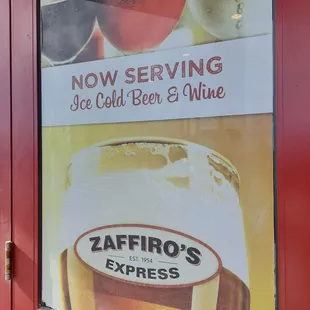 NOW SERVING
Ice Cold Beer & Wine
ZAFFIRO'S
EST. 1954
EXPRESS